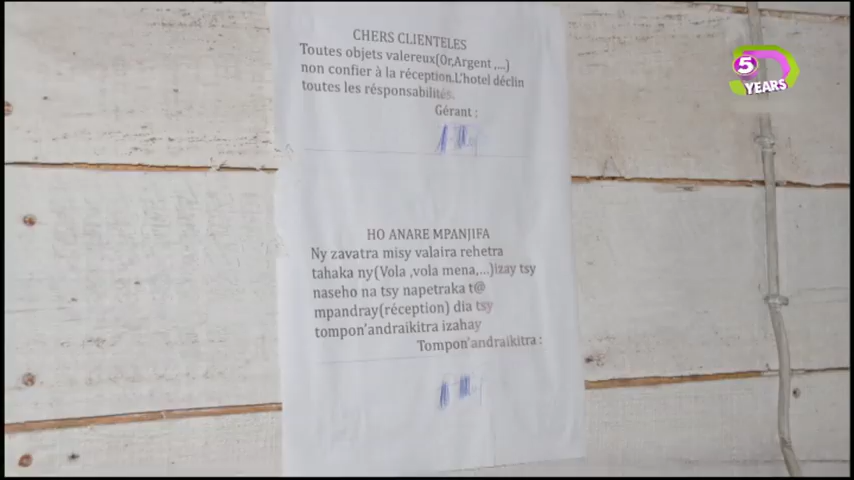 CHERS CLIENTELES
Toutes objets valereux(Or,Argent ,...)
non confier à la réception.L'hotel déclin
toutes les résponsabilités.
Gérant :
HO ANARE MPANJIFA
Ny zavatra misy valaira rehetra
tahaka ny(Vola ,vola mena,...)izay tsy
naseho na tsy napetraka t@
mpandray(réception) dia tsy
tompon'andraikitra izahay
Tompon'andraikitra :
5
YEARS